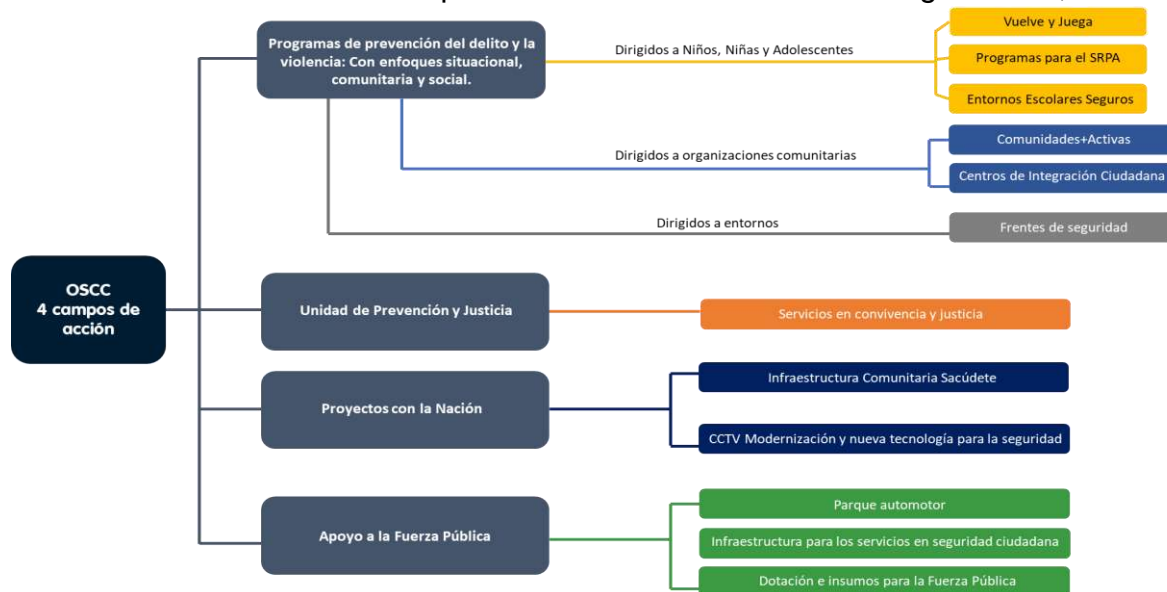 Programas de prevención del delito y la
violencia: Con enfoques situacional,
comunitaria y social.
Dirigidos a Niños, Niñas y Adolescentes
Vuelve y Juega
Programas para el SRPA
Entornos Escolares Seguros
Dirigidos a organizaciones comunitarias
Comunidades+Activas
Centros de Integración Ciudadana
Dirigidos a entornos
Frentes de seguridad
OSCC
4 campos de
acción
Unidad de Prevención y Justicia
Servicios en convivencia y justicia
Proyectos con la Nación
Infraestructura Comunitaria Sacúdete
CCTV Modernización y nueva tecnología para la seguridad
Apoyo a la Fuerza Pública
Parque automotor
Infraestructura para los servicios en seguridad ciudadana
Dotación e insumos para la Fuerza Pública